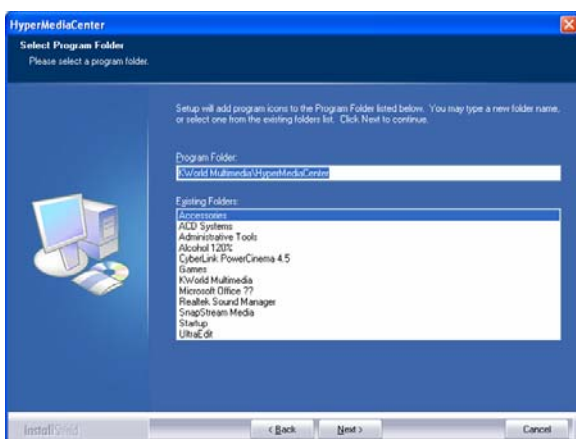 HyperMediaCenter
Select Program Folder
Please select a program folder.
Setup will add program icons to the Program Folder listed below. You may type a new folder name,
or select one from the existing folders list. Click Next to continue.
Program Folder:
KWorld Multimedia\HyperMediaCenter
Existing Folders:
Accessories
ACD Systems
Administrative Tools
Alcohol 120%
CyberLink PowerCinema 4.5
Games
KWorld Multimedia
Microsoft Office ??
Realtek Sound Manager
SnapStream Media
Startup
UltraEdit
InstallShield
< Back
Next >
Cancel